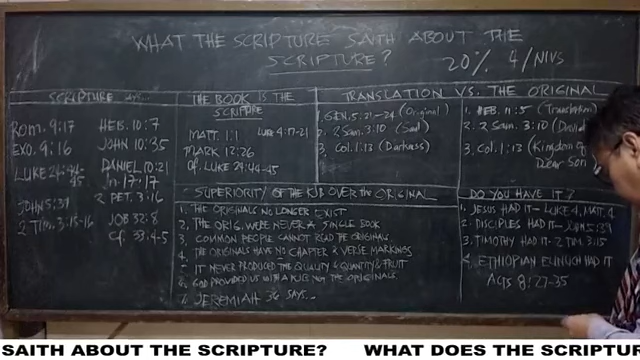 WHAT THE SCRIPTURE SAITH ABOUT THE
SCRIPTURE?
20% 4/NIVS
SCRIPTURE
Rom. 9:17 HEB. 10:7
EXO. 9:16 JOHN 10:35
LUKE 24:44-45 DANIEL 10:21
Jn. 17:17
JOHN 5:39 2 PET. 3:16
2 Tim. 3:15-16 JOB 32:8
Cf. 33:4-5
THE BOOK IS THE
SCRIPTURE
MATT. 1:1 LUKE 4:17-21
MARK 12:26
Cf. LUKE 24:44-45
TRANSLATION VS. THE ORIGINAL
1. GEN. 5:21-24 (Original)
2. 2 Sam. 3:10 (Saul)
3. Col. 1:13 (Darkness)
1. HEB. 11:5 (Translation)
2. 2 Sam. 3:10 (David
3. Col. 1:13 (Kingdom of
Dear Son
SUPERIORITY OF THE KJB OVER THE ORIGINAL
1. THE ORIGINALS NO LONGER EXIST
2. THE ORIG. WERE NEVER A SINGLE BOOK
3. COMMON PEOPLE CANNOT READ THE ORIGINALS
4. THE ORIGINALS HAVE NO CHAPTER & VERSE MARKINGS
5. IT NEVER PRODUCED THE QUALITY & QUANTITY & FRUIT
6. GOD PROVIDED US WITH A KJB NOT THE ORIGINALS.
7. JEREMIAH 36 SAYS...
DO YOU HAVE IT?
1. JESUS HAD IT - LUKE 4, MATT. 4
2. DISCIPLES HAD IT - JOHN 5:39
3. TIMOTHY HAD IT - 2 TIM. 3:15
4. ETHIOPIAN EUNUCH HAD IT
Acts 8:27-35
SAITH ABOUT THE SCRIPTURE? WHAT DOES THE SCRIPTUR